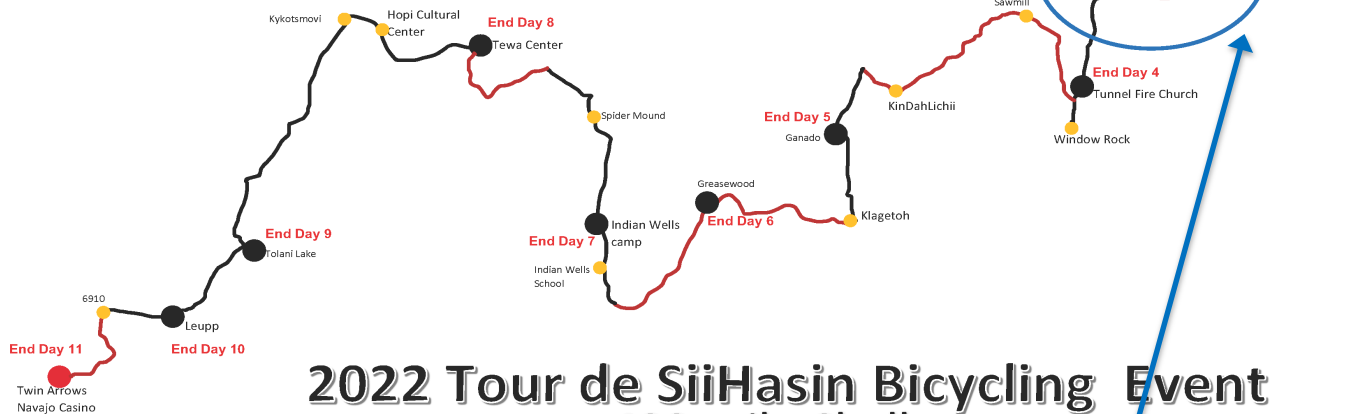 Sawmill
Kykotsmoví
Hopi Cultural
Center
End Day 8
Tewa Center
End Day 4
Tunnel Fire Church
KinDahLichii
Window Rock
Spider Mound
End Day 5
Ganado
Greasewood
End Day 6
Klagetoh
Indian Wells
camp
End Day 7
Indian Wells
School
End Day 9
Tolani Lake
6910
Leupp
End Day 11
End Day 10
Twin Arrows
Navajo Casino
2022 Tour de SiiHasin Bicycling Event